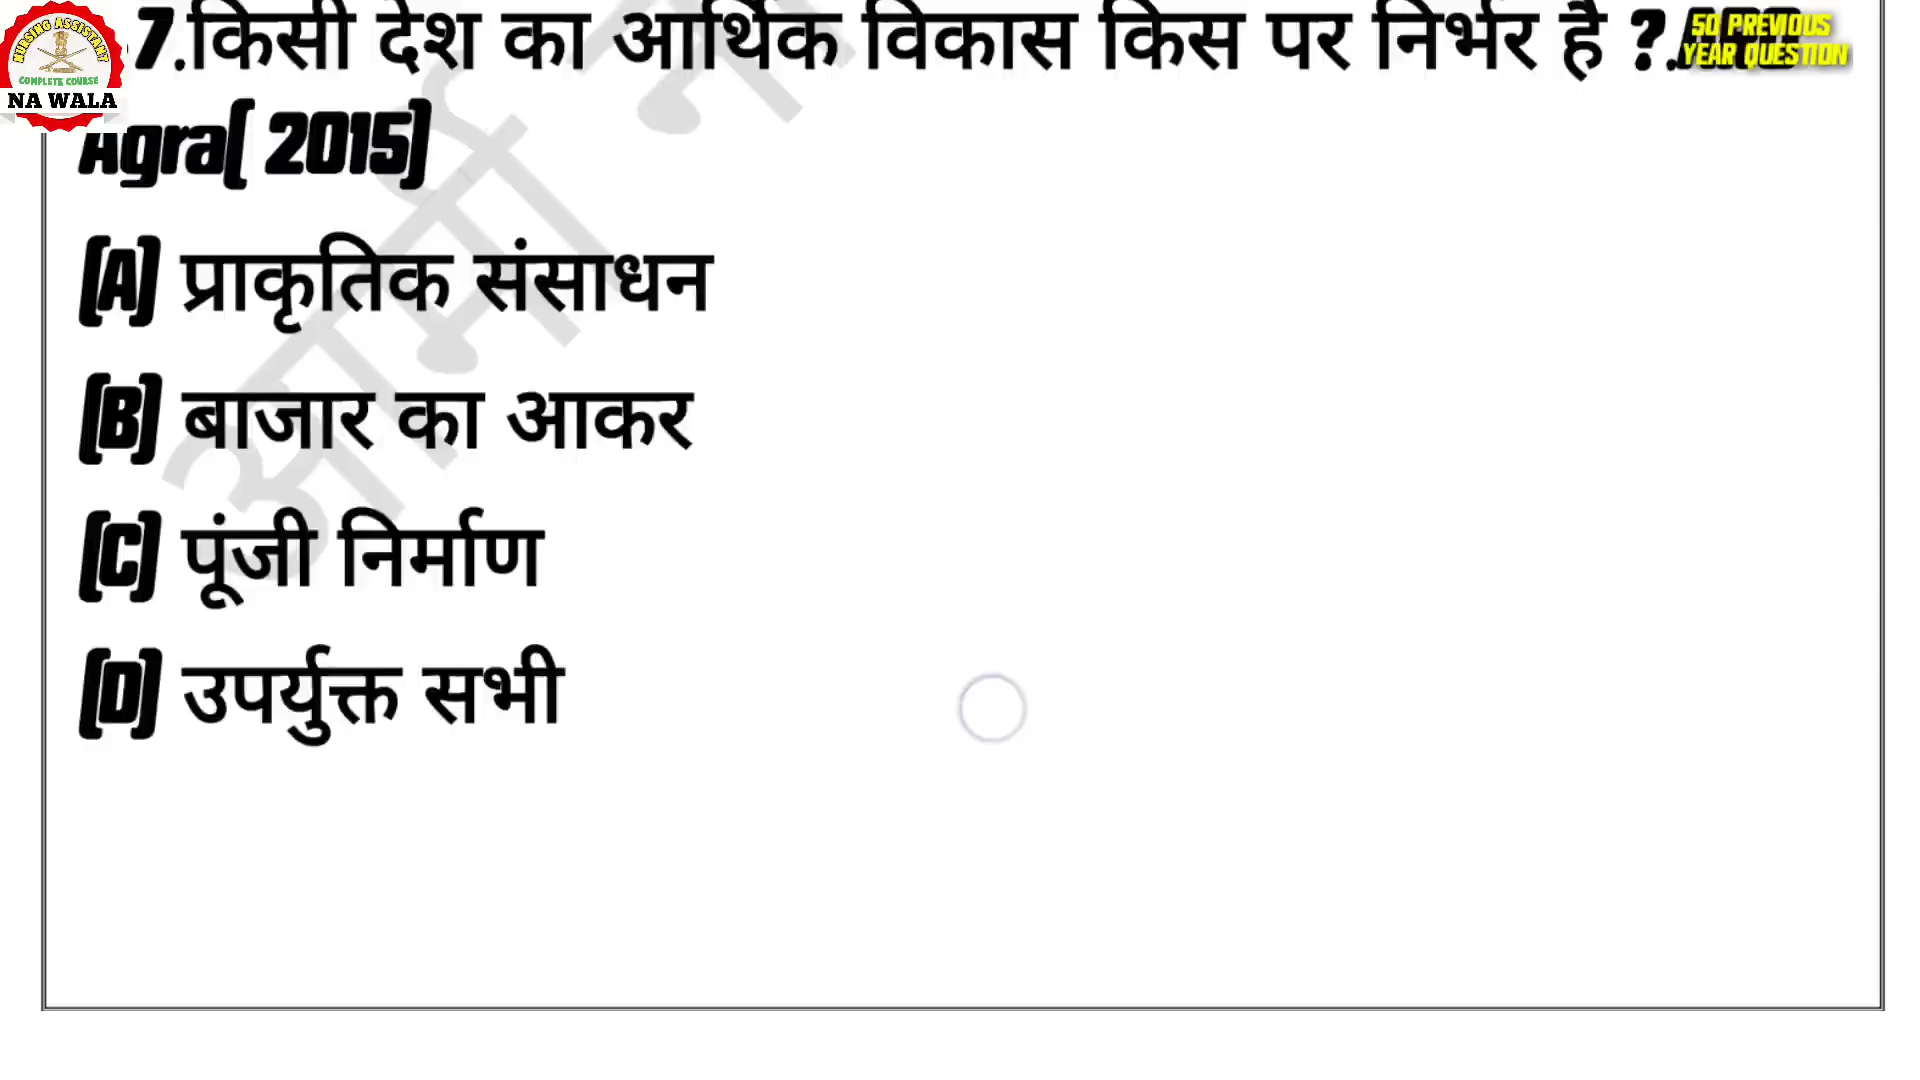 NURSING ASSISTANT
COMPLETE COURSE
NA WALA
7.किसी देश का आर्थिक विकास किस पर निर्भर है ?.
50 PREVIOUS
YEAR QUESTION
Agra( 2015)
(A) प्राकृतिक संसाधन
(B) बाजार का आकर
(C) पूंजी निर्माण
(D) उपर्युक्त सभी